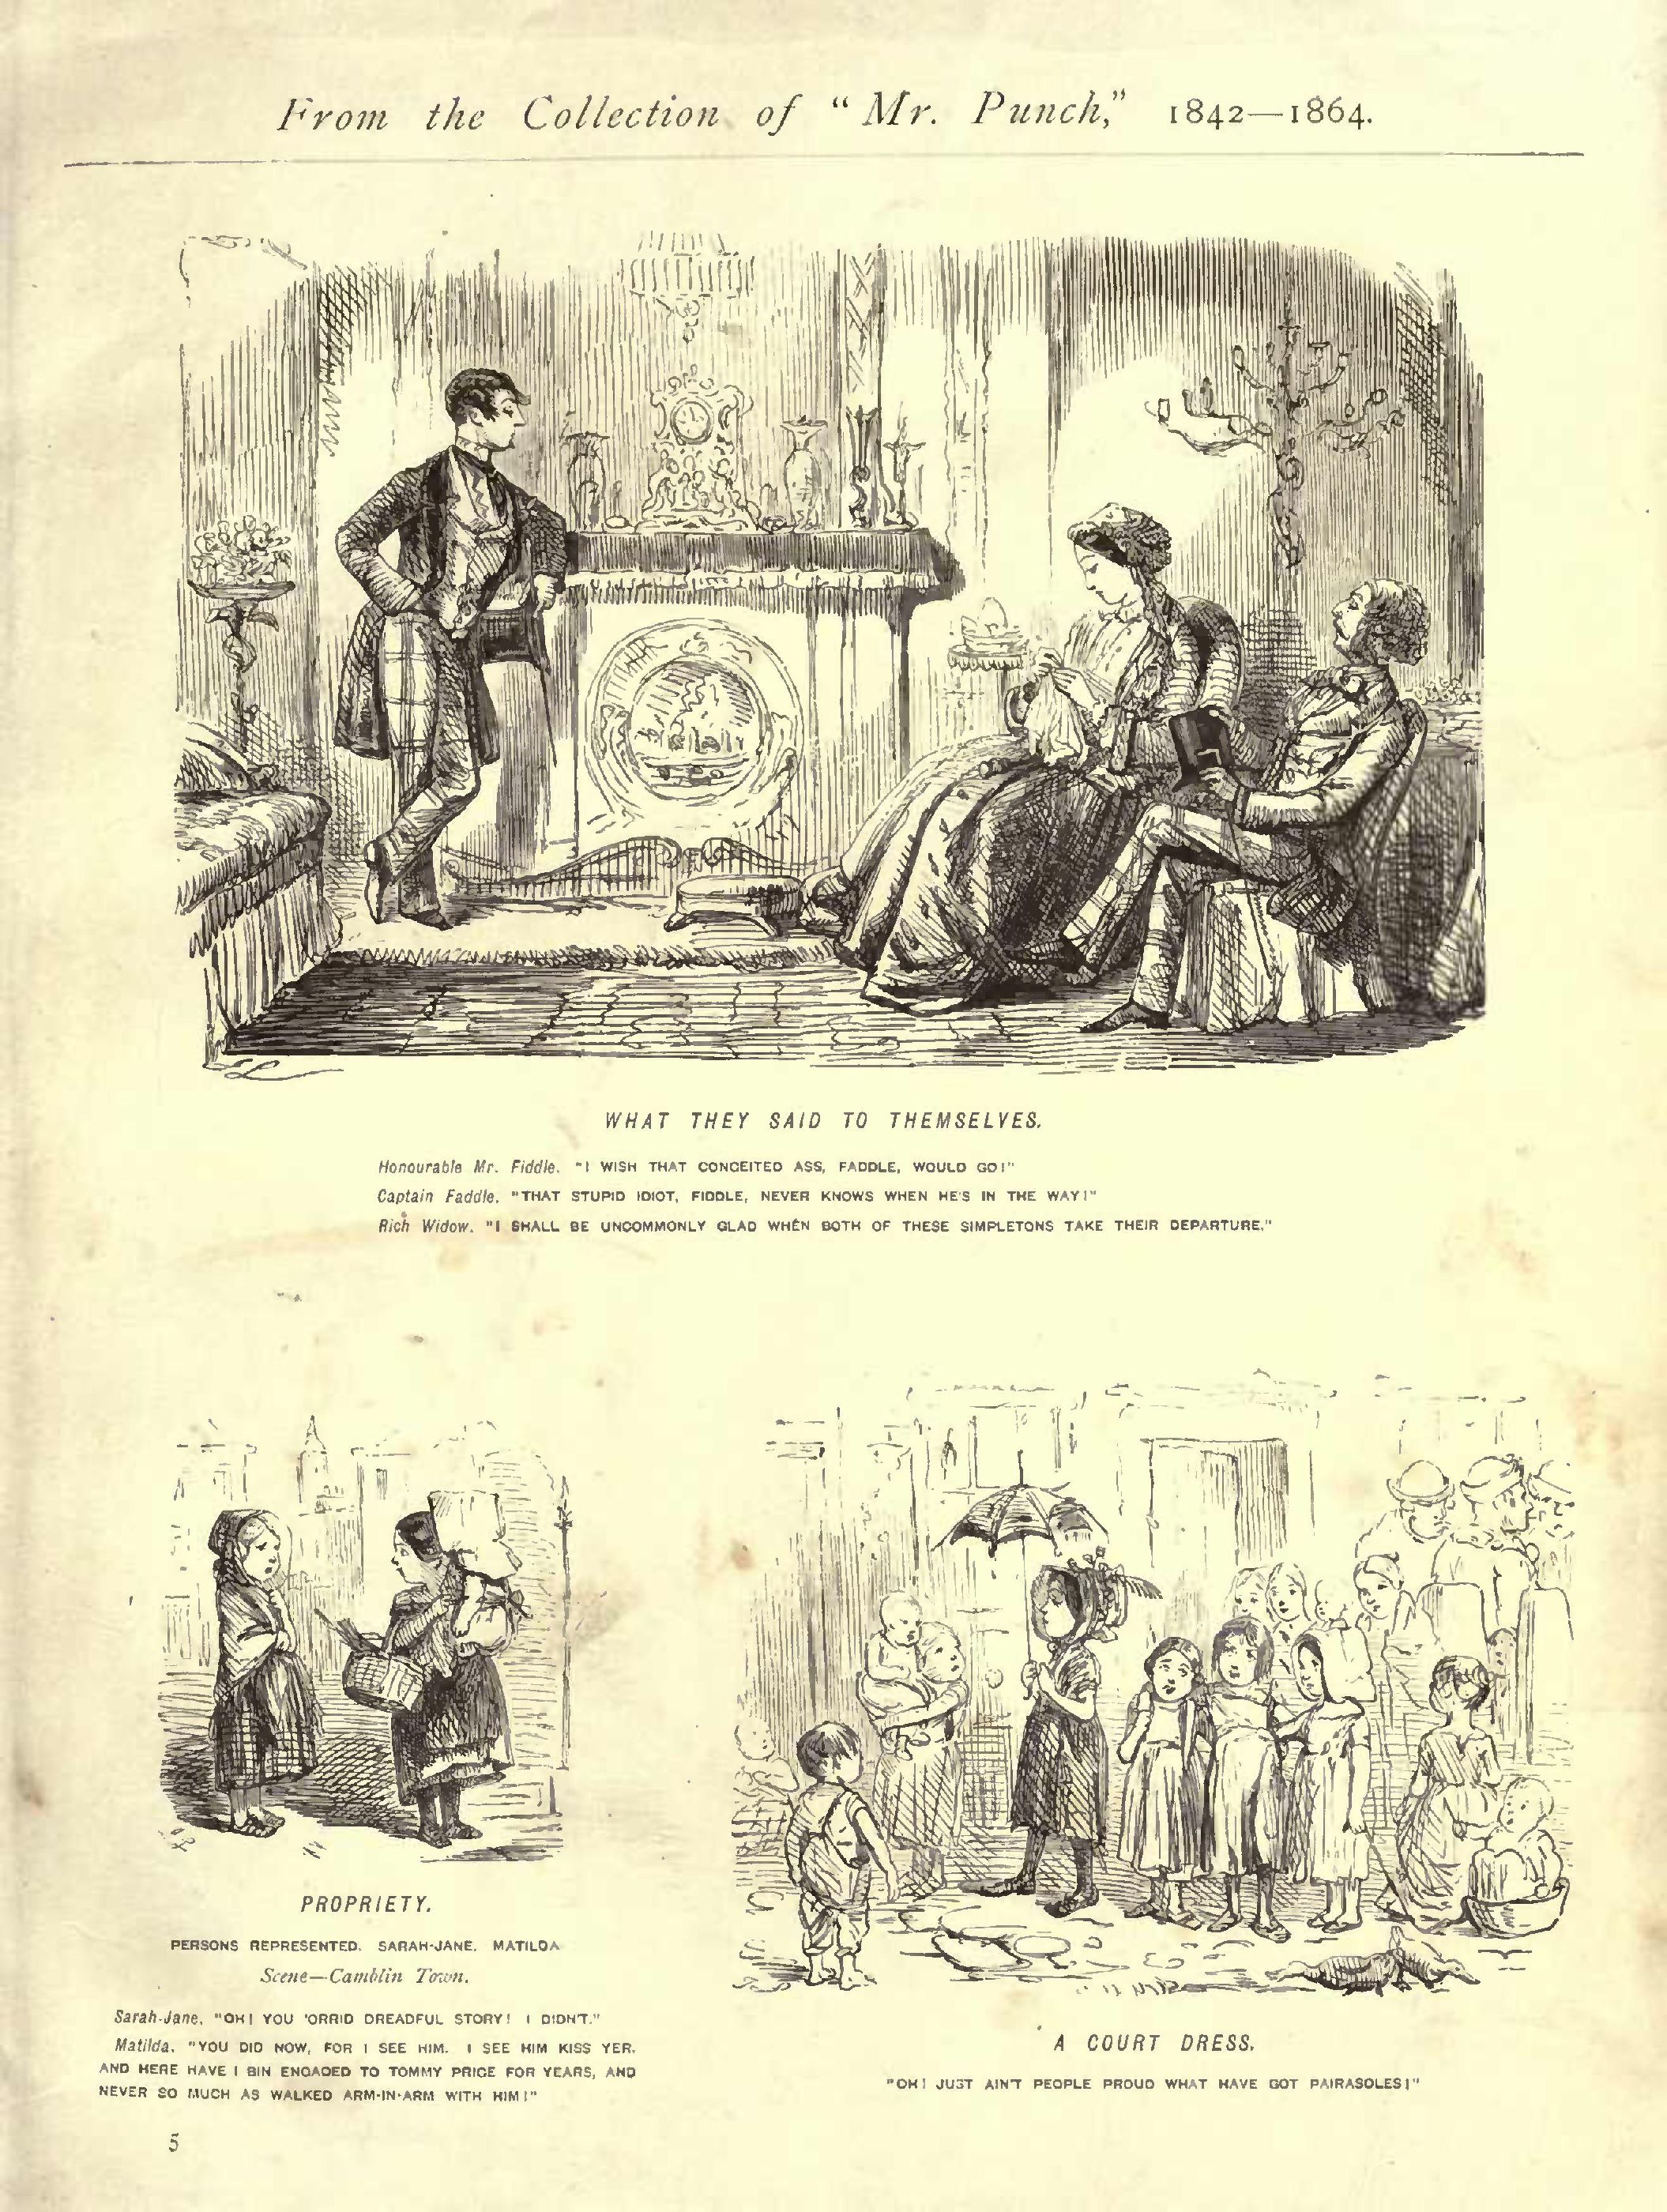 From the Collection of “Mr. Punch,” 1842—1864.
WHAT THEY SAID TO THEMSELVES.
Honourable Mr. Fiddle. "I WISH THAT CONCEITED ASS, FADDLE, WOULD GO!"
Captain Faddle. "THAT STUPID IDIOT, FIDDLE, NEVER KNOWS WHEN HE'S IN THE WAY!"
Rich Widow. "I SHALL BE UNCOMMONLY GLAD WHEN BOTH OF THESE SIMPLETONS TAKE THEIR DEPARTURE."
PROPRIETY.
PERSONS REPRESENTED. SARAH-JANE. MATILDA
Scene—Camblin Town.
Sarah-Jane. "OH! YOU 'ORRID DREADFUL STORY! I DIDN'T."
Matilda. "YOU DID NOW, FOR I SEE HIM. I SEE HIM KISS YER.
AND HERE HAVE I BIN ENGAGED TO TOMMY PRICE FOR YEARS, AND
NEVER SO MUCH AS WALKED ARM-IN-ARM WITH HIM!"
A COURT DRESS.
"OH! JUST AIN'T PEOPLE PROUD WHAT HAVE GOT PAIRASOLES!"
5